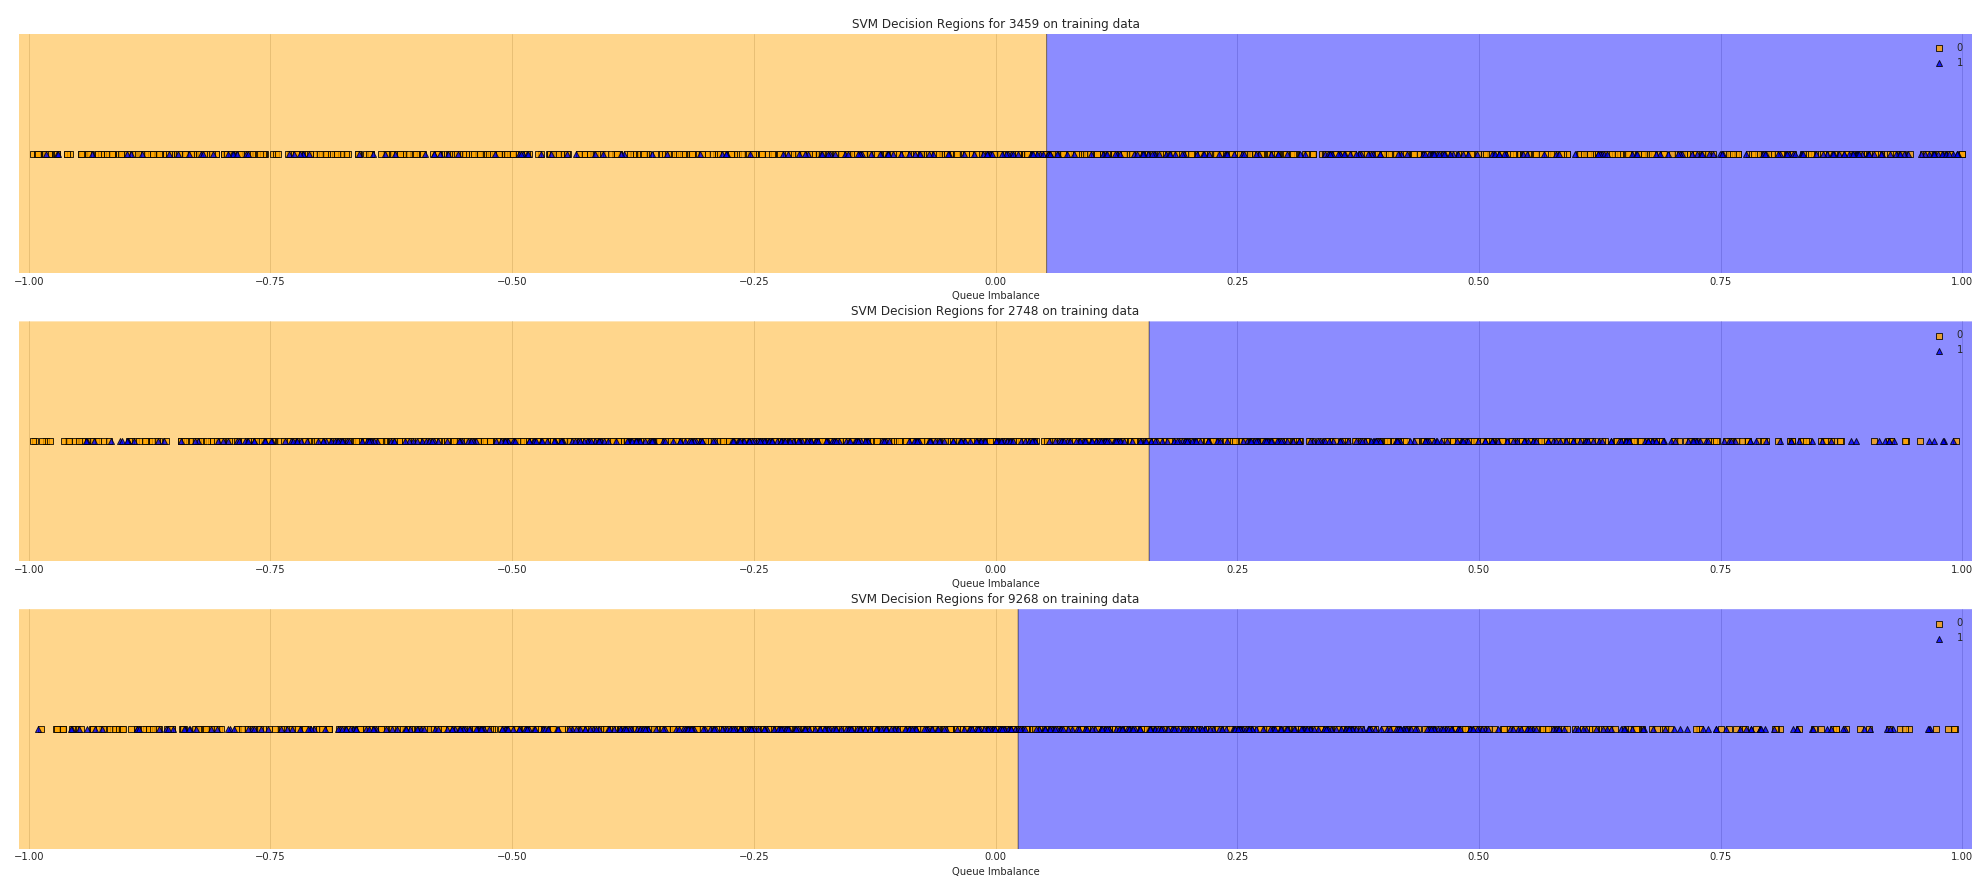 SVM Decision Regions for 3459 on training data
0
1
−1.00 −0.75 −0.50 −0.25 0.00 0.25 0.50 0.75 1.00
Queue Imbalance
SVM Decision Regions for 2748 on training data
0
1
−1.00 −0.75 −0.50 −0.25 0.00 0.25 0.50 0.75 1.00
Queue Imbalance
SVM Decision Regions for 9268 on training data
0
1
−1.00 −0.75 −0.50 −0.25 0.00 0.25 0.50 0.75 1.00
Queue Imbalance